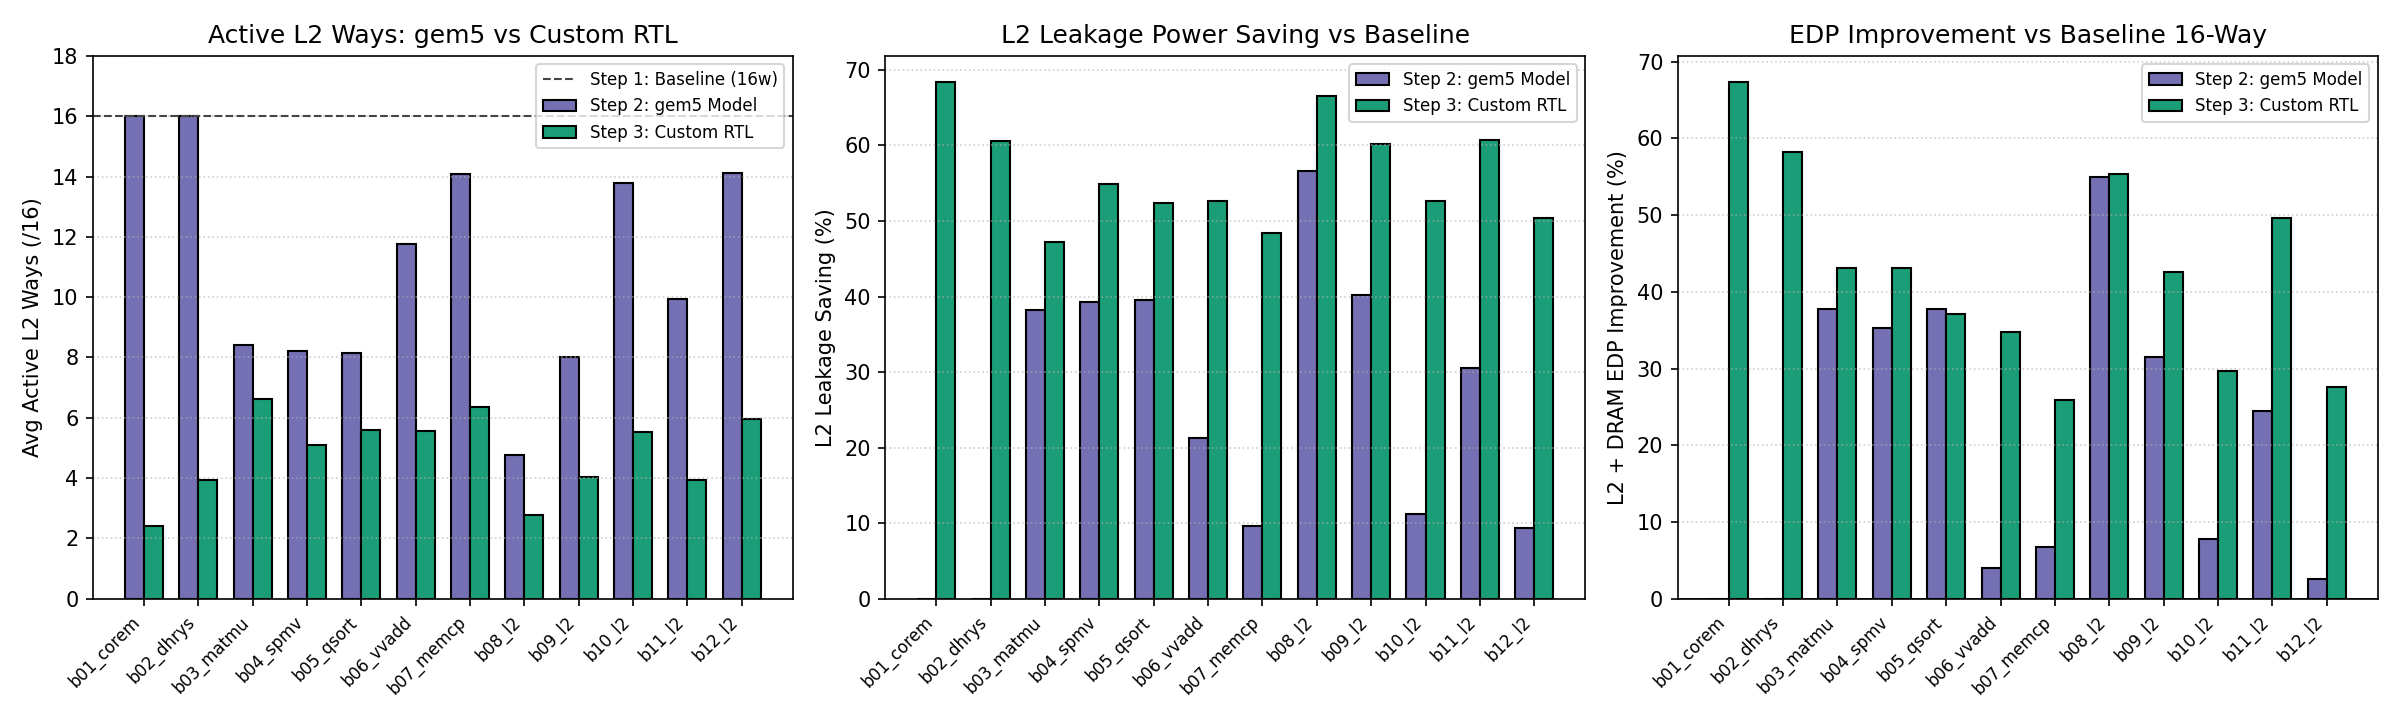 Active L2 Ways: gem5 vs Custom RTL
Avg Active L2 Ways (/16)
18
16
14
12
10
8
6
4
2
0
Step 1: Baseline (16w)
Step 2: gem5 Model
Step 3: Custom RTL
b01_corem
b02_dhrys
b03_matmu
b04_spmv
b05_qsort
b06_vvadd
b07_memcp
b08_l2
b09_l2
b10_l2
b11_l2
b12_l2
L2 Leakage Power Saving vs Baseline
L2 Leakage Saving (%)
70
60
50
40
30
20
10
0
Step 2: gem5 Model
Step 3: Custom RTL
b01_corem
b02_dhrys
b03_matmu
b04_spmv
b05_qsort
b06_vvadd
b07_memcp
b08_l2
b09_l2
b10_l2
b11_l2
b12_l2
EDP Improvement vs Baseline 16-Way
L2 + DRAM EDP Improvement (%)
70
60
50
40
30
20
10
0
Step 2: gem5 Model
Step 3: Custom RTL
b01_corem
b02_dhrys
b03_matmu
b04_spmv
b05_qsort
b06_vvadd
b07_memcp
b08_l2
b09_l2
b10_l2
b11_l2
b12_l2